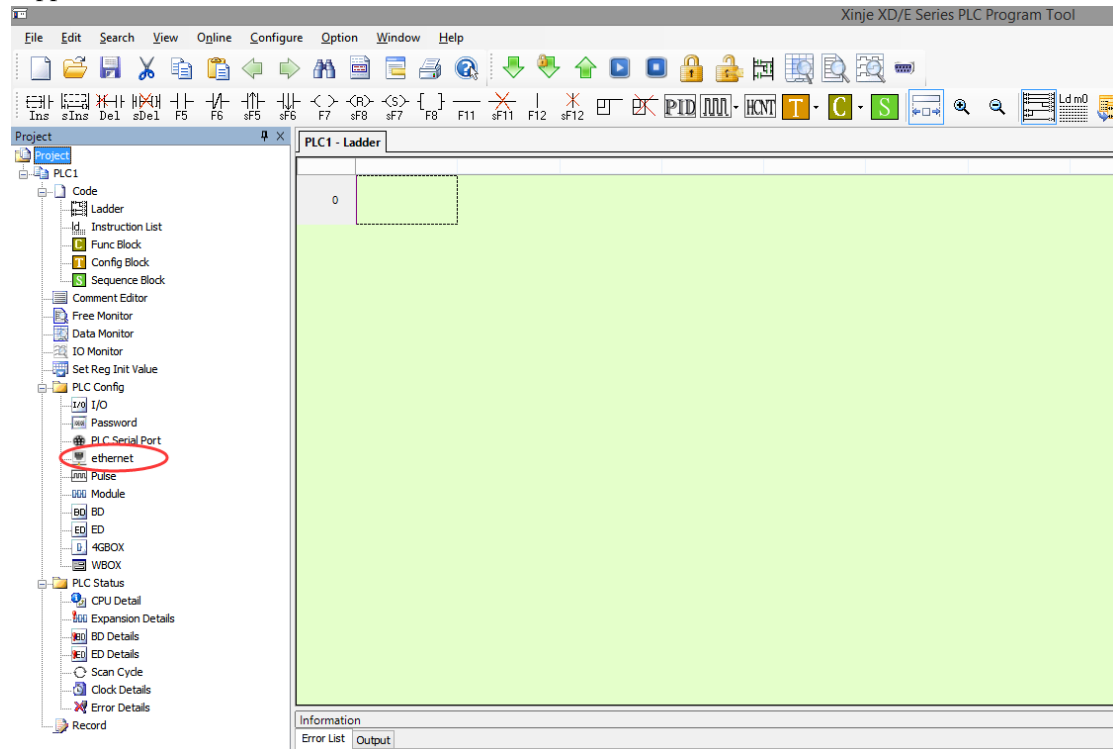 Xinje XD/E Series PLC Program Tool
File Edit Search View Online Configure Option Window Help
PID HCNT T C S Ld m0
Ins sIns Del sDel F5 F6 sF5 sF6 F7 sF8 sF7 F8 F11 sF11 F12 sF12
Project
PLC1 - Ladder
Project
PLC1
Code
0
Ladder
Instruction List
C Func Block
T Config Block
S Sequence Block
Comment Editor
Free Monitor
Data Monitor
IO Monitor
Set Reg Init Value
PLC Config
I/O I/O
Password
PLC Serial Port
ethernet
Pulse
Module
BD BD
ED ED
4GBOX
WBOX
PLC Status
CPU Detail
Expansion Details
BD BD Details
ED ED Details
Scan Cycle
Clock Details
Error Details
Record
Information
Error List Output